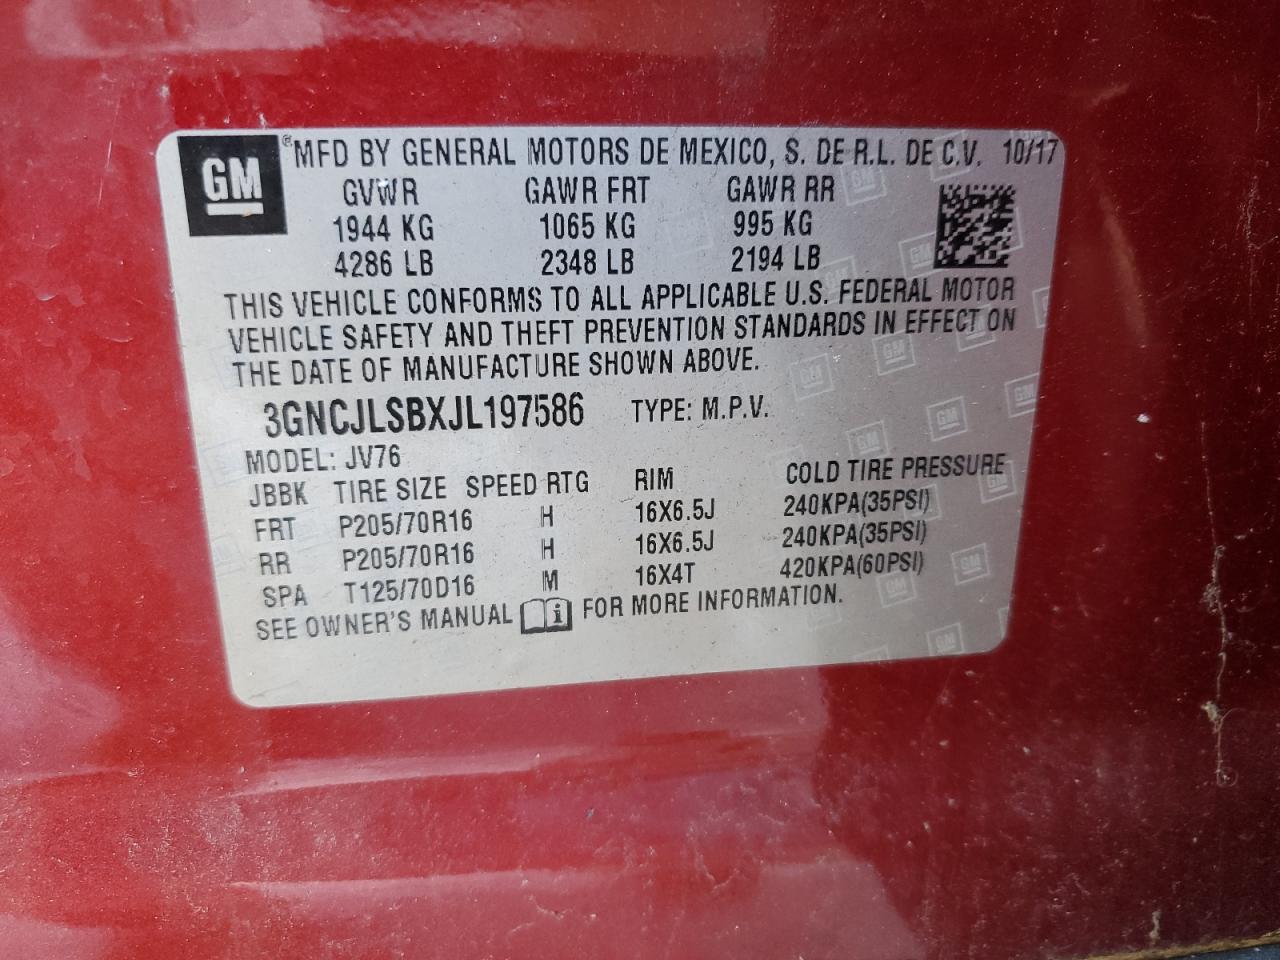 GM ® MFD BY GENERAL MOTORS DE MEXICO, S. DE R.L. DE C.V. 10/17
GVWR GAWR FRT GAWR RR
1944 KG 1065 KG 995 KG
4286 LB 2348 LB 2194 LB
THIS VEHICLE CONFORMS TO ALL APPLICABLE U.S. FEDERAL MOTOR
VEHICLE SAFETY AND THEFT PREVENTION STANDARDS IN EFFECT ON
THE DATE OF MANUFACTURE SHOWN ABOVE.
3GNCJLSBXJL197586 TYPE: M.P.V.
MODEL: JV76
JBBK TIRE SIZE SPEED RTG RIM COLD TIRE PRESSURE
FRT P205/70R16 H 16X6.5J 240KPA(35PSI)
RR P205/70R16 H 16X6.5J 240KPA(35PSI)
SPA T125/70D16 M 16X4T 420KPA(60PSI)
SEE OWNER'S MANUAL i FOR MORE INFORMATION.